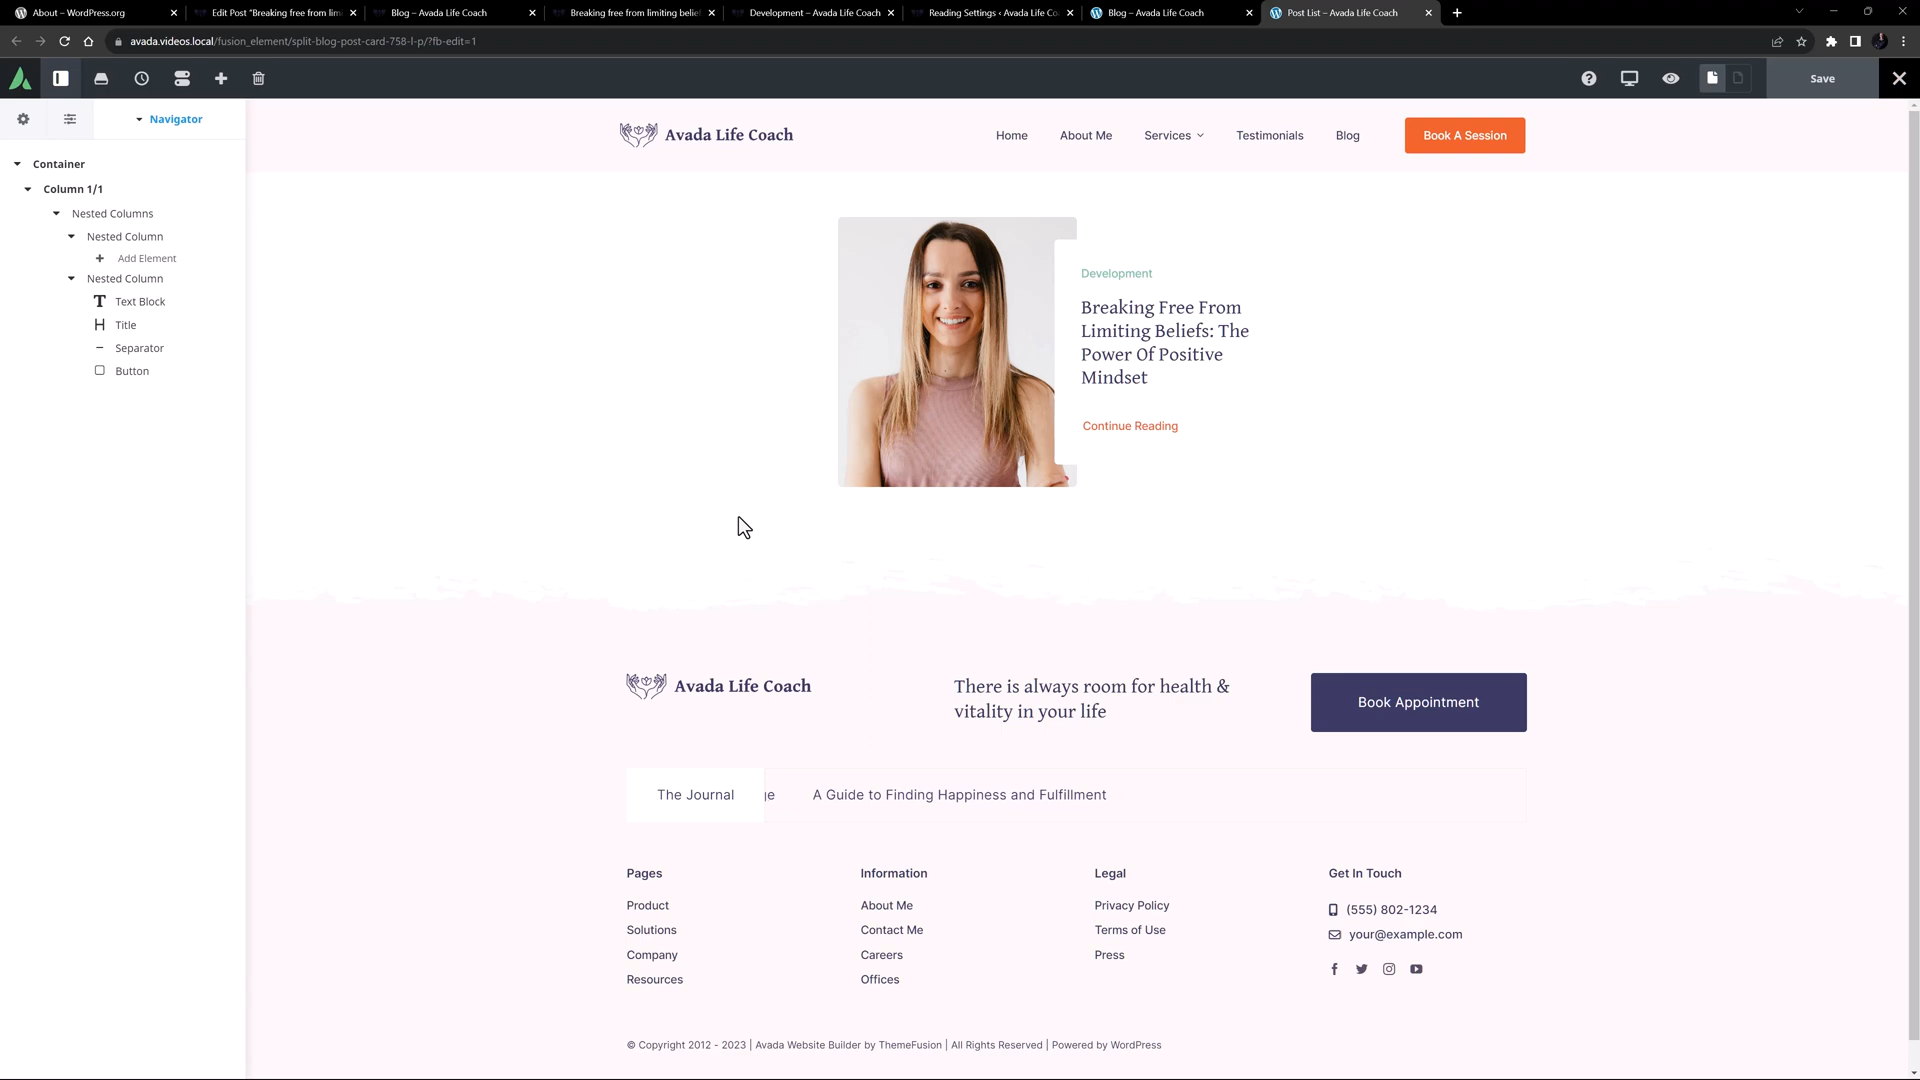 About – WordPress.org
Edit Post "Breaking free from lim
Blog – Avada Life Coach
Breaking free from limiting belie
Development – Avada Life Coach
Reading Settings ‹ Avada Life Co
Blog – Avada Life Coach
Post List – Avada Life Coach
avada.videos.local/fusion_element/split-blog-post-card-758-l-p/?fb-edit=1
Save
Navigator
Container
Column 1/1
Nested Columns
Nested Column
Add Element
Nested Column
Text Block
Title
Separator
Button
Avada Life Coach
Home
About Me
Services
Testimonials
Blog
Book A Session
Development
Breaking Free From
Limiting Beliefs: The
Power Of Positive
Mindset
Continue Reading
Avada Life Coach
There is always room for health &
vitality in your life
Book Appointment
The Journal
ge
A Guide to Finding Happiness and Fulfillment
Pages
Product
Solutions
Company
Resources
Information
About Me
Contact Me
Careers
Offices
Legal
Privacy Policy
Terms of Use
Press
Get In Touch
(555) 802-1234
your@example.com
© Copyright 2012 - 2023 | Avada Website Builder by ThemeFusion | All Rights Reserved | Powered by WordPress